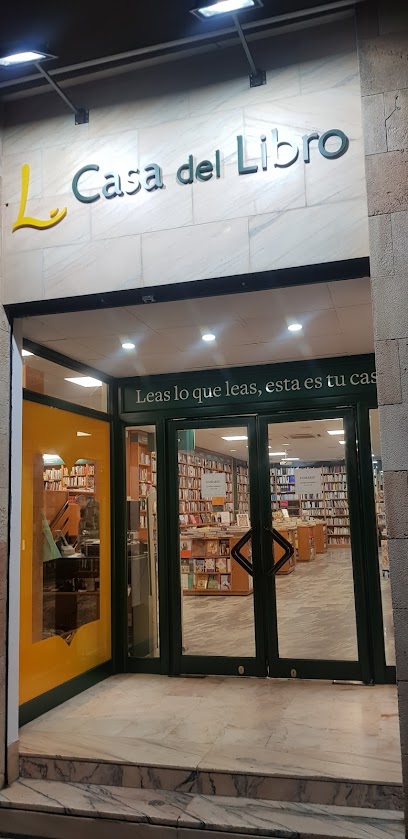 L. Casa del Libro
Leas lo que leas, esta es tu cas